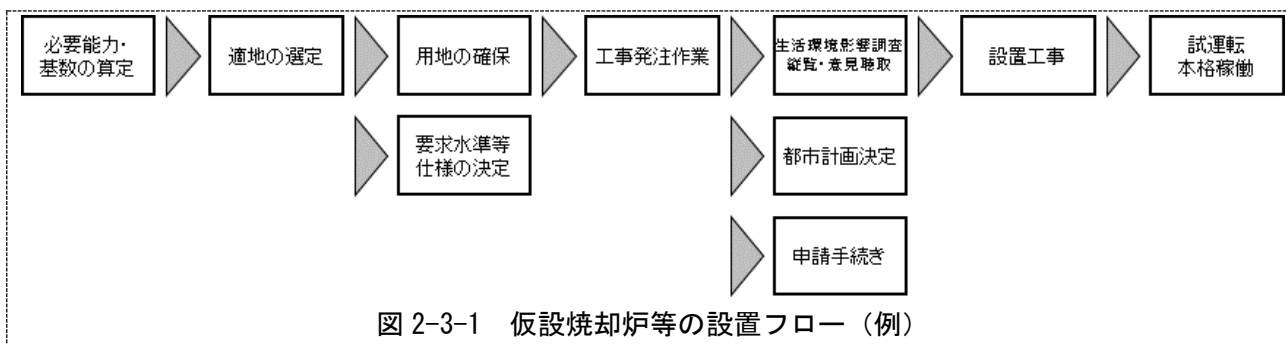 必要能力・
基数の算定
適地の選定
用地の確保
工事発注作業
生活環境影響調査
縦覧・意見聴取
設置工事
試運転
本格稼働
要求水準等
仕様の決定
都市計画決定
申請手続き
図 2-3-1 仮設焼却炉等の設置フロー（例）